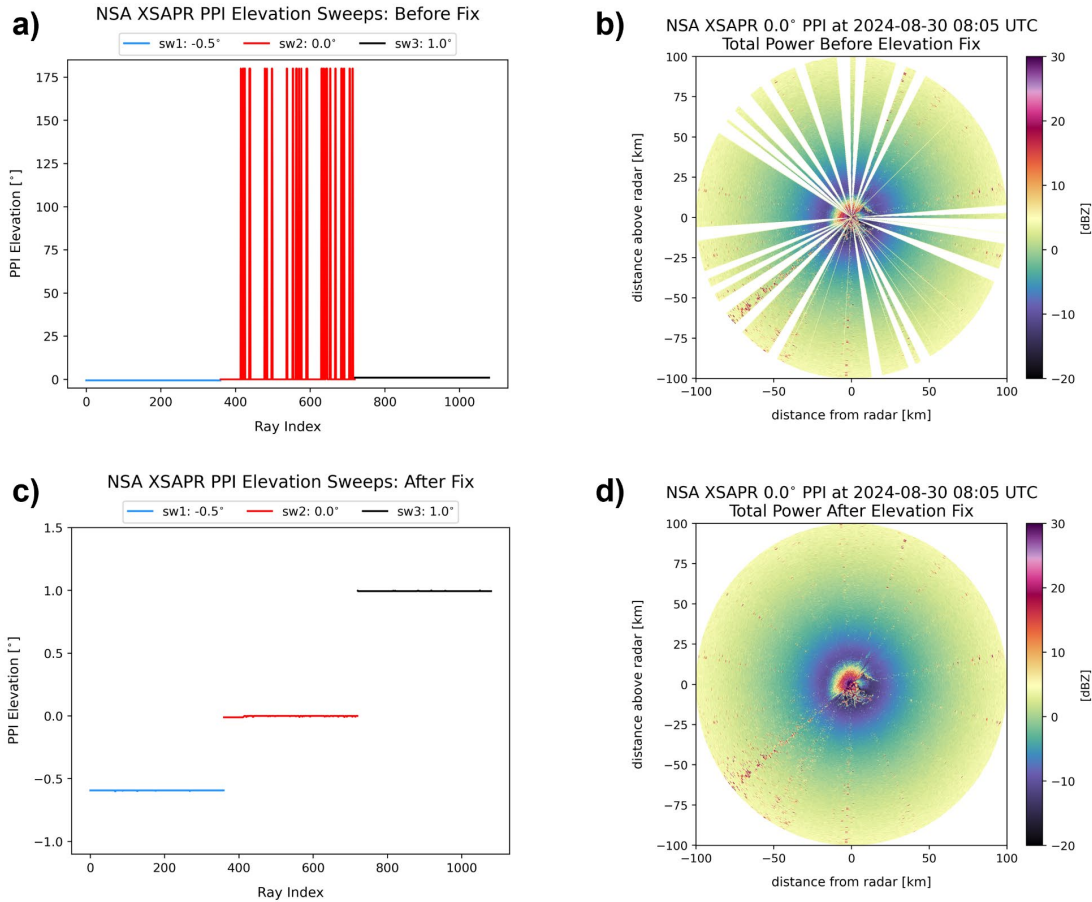 a)
NSA XSAPR PPI Elevation Sweeps: Before Fix
sw1: -0.5° sw2: 0.0° sw3: 1.0°
175
150
125
100
75
50
25
0
PPI Elevation [°]
0 200 400 600 800 1000
Ray Index
b)
NSA XSAPR 0.0° PPI at 2024-08-30 08:05 UTC
Total Power Before Elevation Fix
100
75
50
25
0
−25
−50
−75
−100
distance above radar [km]
−100 −50 0 50 100
distance from radar [km]
30
20
10
0
−10
−20
[dBZ]
c)
NSA XSAPR PPI Elevation Sweeps: After Fix
sw1: -0.5° sw2: 0.0° sw3: 1.0°
1.5
1.0
0.5
0.0
−0.5
−1.0
PPI Elevation [°]
0 200 400 600 800 1000
Ray Index
d)
NSA XSAPR 0.0° PPI at 2024-08-30 08:05 UTC
Total Power After Elevation Fix
100
75
50
25
0
−25
−50
−75
−100
distance above radar [km]
−100 −50 0 50 100
distance from radar [km]
30
20
10
0
−10
−20
[dBZ]